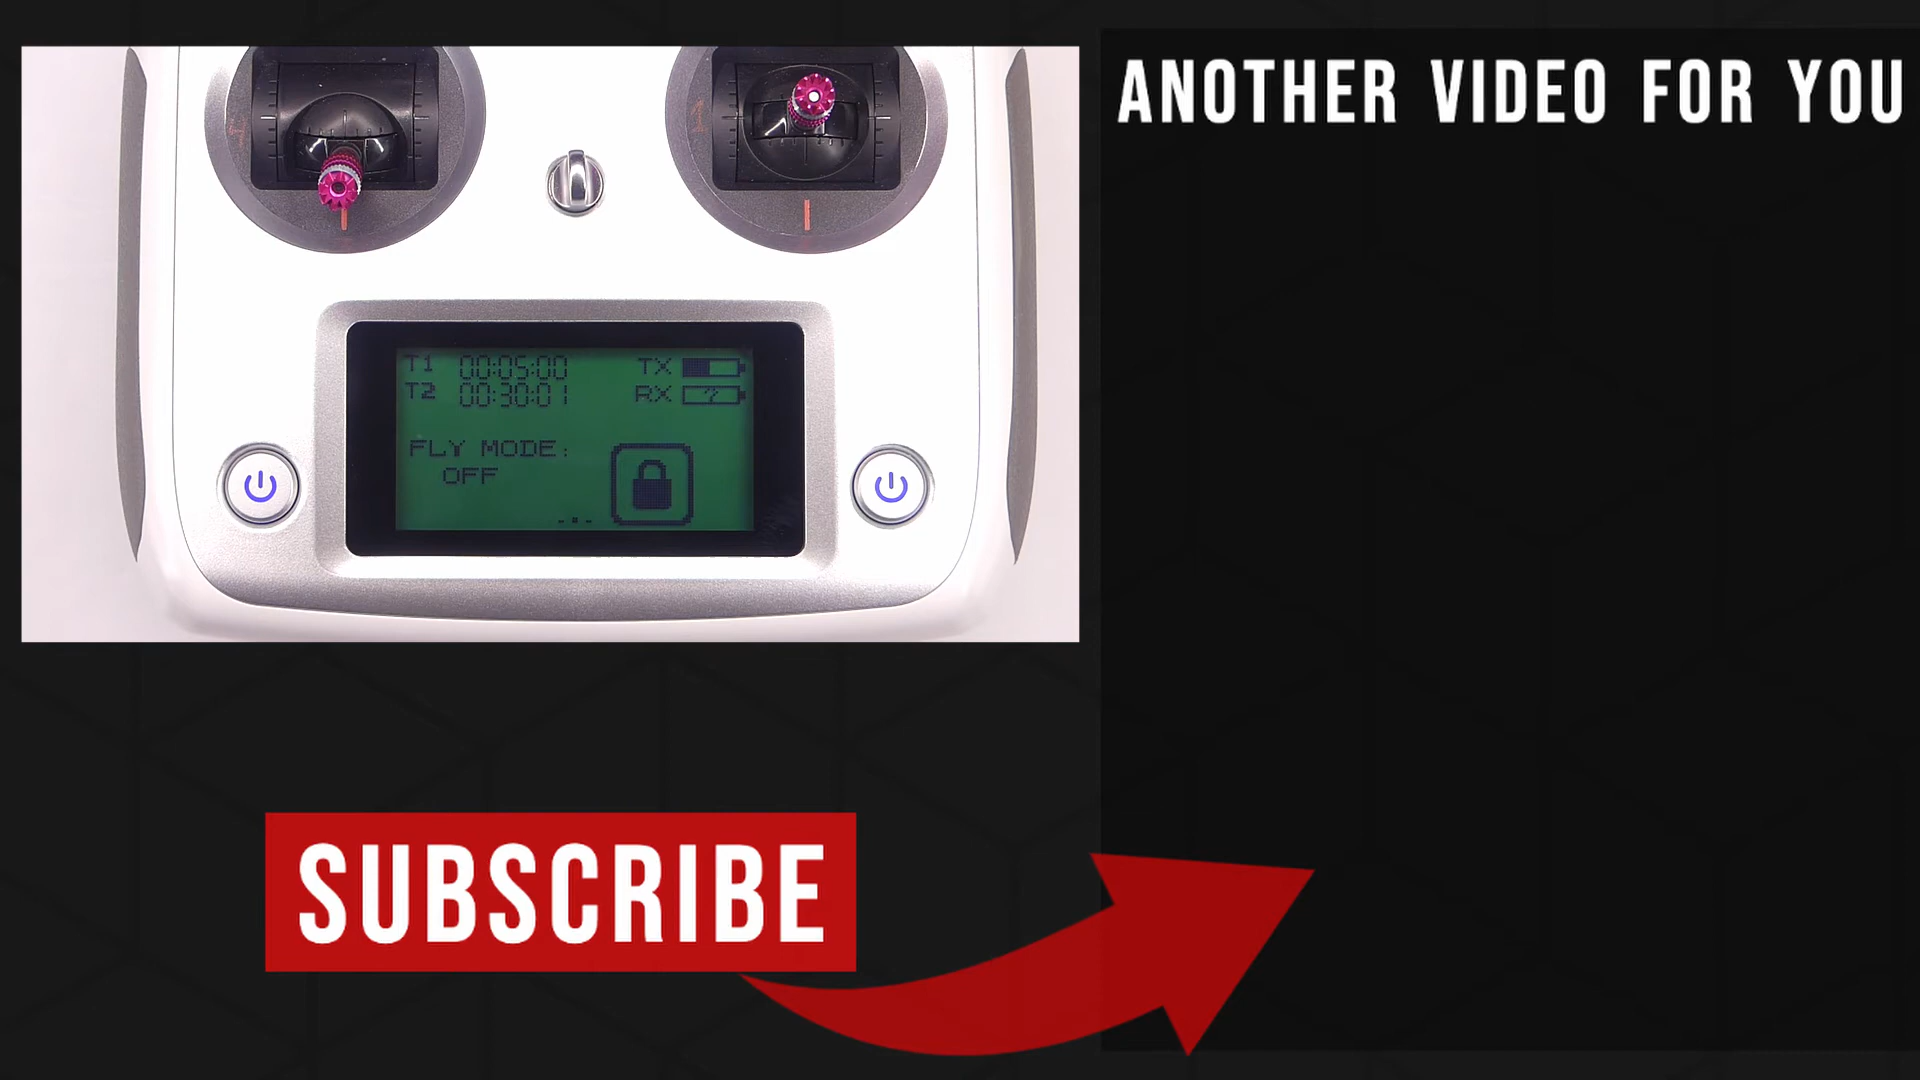 ANOTHER VIDEO FOR YOU
T1 00:05:00 TX
T2 00:30:01 RX ?
FLY MODE:
OFF
SUBSCRIBE